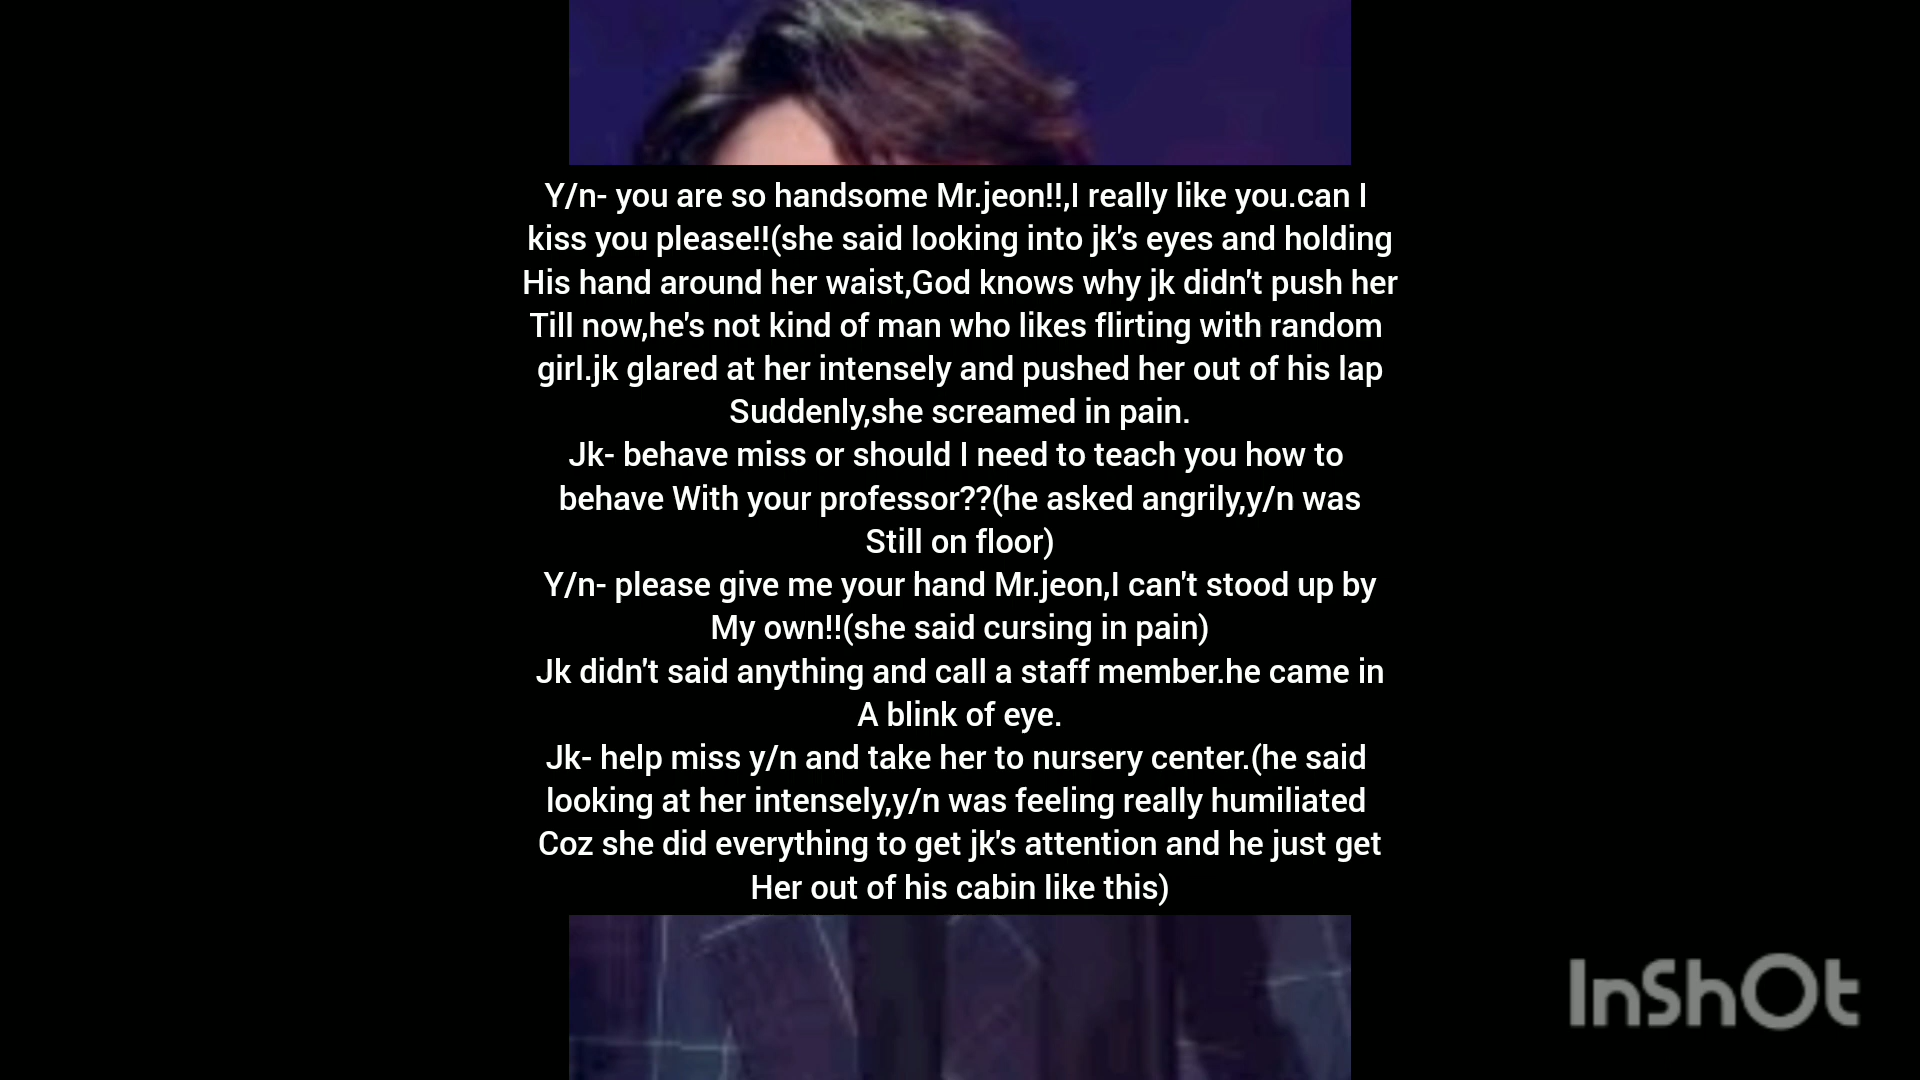 Y/n- you are so handsome Mr.jeon!!,I really like you.can I
kiss you please!!(she said looking into jk's eyes and holding
His hand around her waist,God knows why jk didn't push her
Till now,he's not kind of man who likes flirting with random
girl.jk glared at her intensely and pushed her out of his lap
Suddenly,she screamed in pain.
Jk- behave miss or should I need to teach you how to
behave With your professor??(he asked angrily,y/n was
Still on floor)
Y/n- please give me your hand Mr.jeon,I can't stood up by
My own!!(she said cursing in pain)
Jk didn't said anything and call a staff member.he came in
A blink of eye.
Jk- help miss y/n and take her to nursery center.(he said
looking at her intensely,y/n was feeling really humiliated
Coz she did everything to get jk's attention and he just get
Her out of his cabin like this)
InShOt